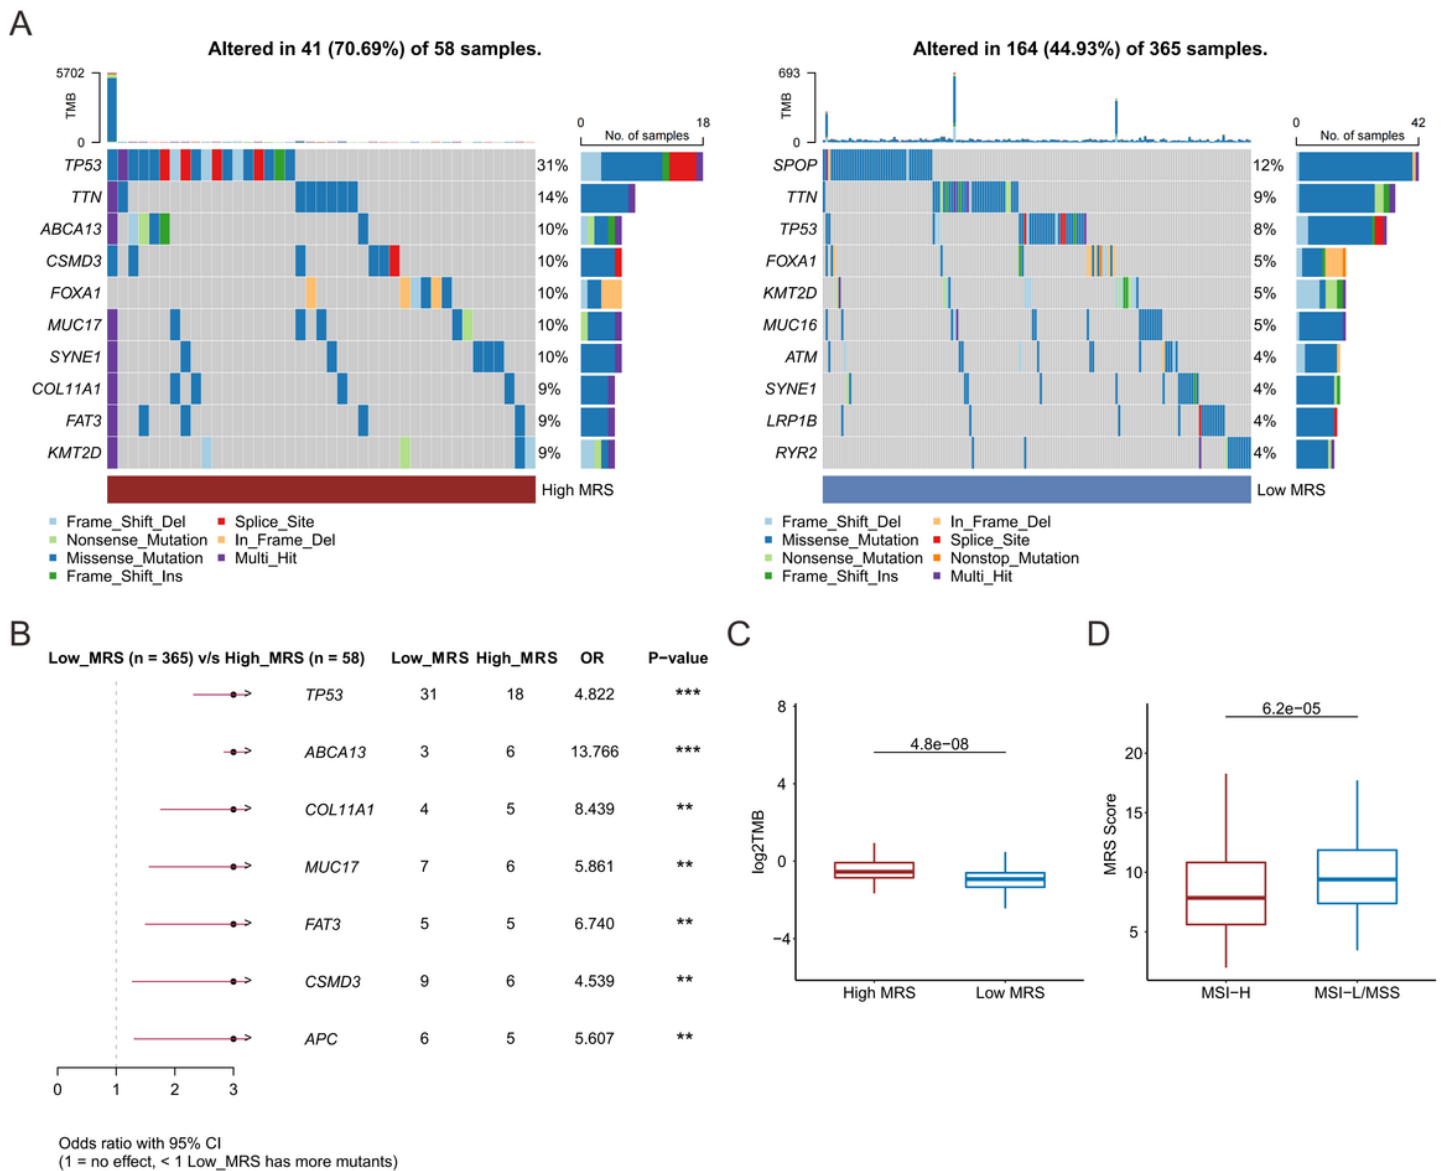 A
Altered in 41 (70.69%) of 58 samples.
5702
TMB
0
0
18
No. of samples
TP53 31%
TTN 14%
ABCA13 10%
CSMD3 10%
FOXA1 10%
MUC17 10%
SYNE1 10%
COL11A1 9%
FAT3 9%
KMT2D 9%
High MRS
Frame_Shift_Del Splice_Site
Nonsense_Mutation In_Frame_Del
Missense_Mutation Multi_Hit
Frame_Shift_Ins
Altered in 164 (44.93%) of 365 samples.
693
TMB
0
0
42
No. of samples
SPOP 12%
TTN 9%
TP53 8%
FOXA1 5%
KMT2D 5%
MUC16 5%
ATM 4%
SYNE1 4%
LRP1B 4%
RYR2 4%
Low MRS
Frame_Shift_Del In_Frame_Del
Missense_Mutation Splice_Site
Nonsense_Mutation Nonstop_Mutation
Frame_Shift_Ins Multi_Hit
B
Low_MRS (n = 365) v/s High_MRS (n = 58) Low_MRS High_MRS OR P−value
TP53 31 18 4.822 ***
ABCA13 3 6 13.766 ***
COL11A1 4 5 8.439 **
MUC17 7 6 5.861 **
FAT3 5 5 6.740 **
CSMD3 9 6 4.539 **
APC 6 5 5.607 **
0 1 2 3
Odds ratio with 95% CI
(1 = no effect, < 1 Low_MRS has more mutants)
C
log2TMB
8
4
0
−4
4.8e−08
High MRS Low MRS
D
MRS Score
20
15
10
5
6.2e−05
MSI−H MSI−L/MSS